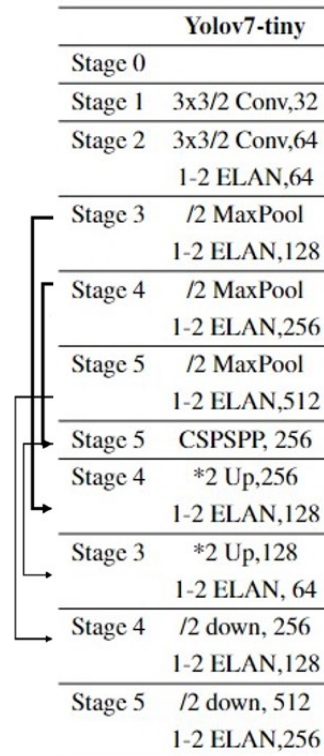 Yolov7-tiny
Stage 0
Stage 1 3x3/2 Conv,32
Stage 2 3x3/2 Conv,64
1-2 ELAN,64
Stage 3 /2 MaxPool
1-2 ELAN,128
Stage 4 /2 MaxPool
1-2 ELAN,256
Stage 5 /2 MaxPool
1-2 ELAN,512
Stage 5 CSPSPP, 256
Stage 4 *2 Up,256
1-2 ELAN,128
Stage 3 *2 Up,128
1-2 ELAN, 64
Stage 4 /2 down, 256
1-2 ELAN,128
Stage 5 /2 down, 512
1-2 ELAN,256